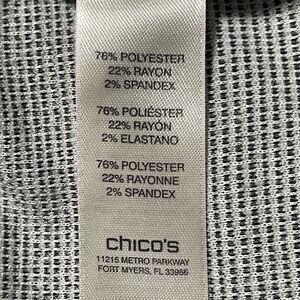 76% POLYESTER
22% RAYON
2% SPANDEX
76% POLIÉSTER
22% RAYÓN
2% ELASTANO
76% POLYESTER
22% RAYONNE
2% SPANDEX
chico's
11215 METRO PARKWAY
FORT MYERS, FL 33966